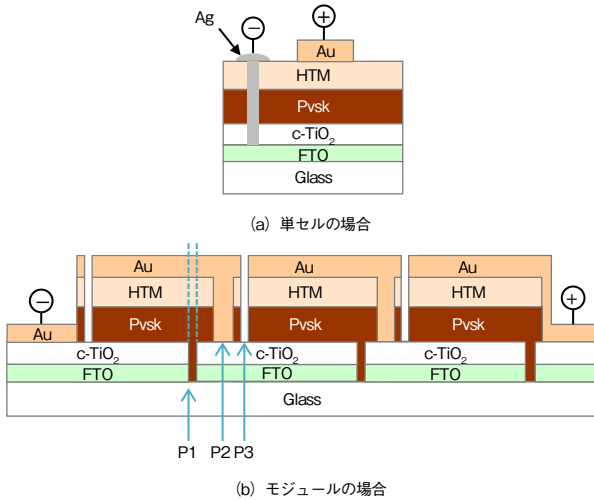 Ag
−
+
Au
HTM
Pvsk
c-TiO₂
FTO
Glass
(a) 単セルの場合
Au Au Au
− HTM HTM HTM +
Au Pvsk Pvsk Pvsk
c-TiO₂ c-TiO₂ c-TiO₂
FTO FTO FTO
Glass
P1 P2 P3
(b) モジュールの場合